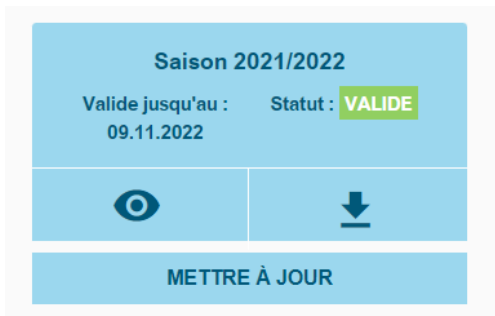 Saison 2021/2022
Valide jusqu'au : Statut : VALIDE
09.11.2022
METTRE À JOUR